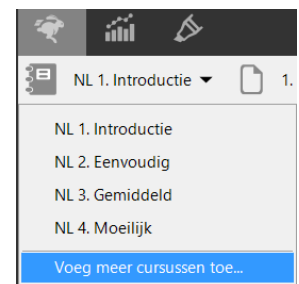 NL 1. Introductie 1.
NL 1. Introductie
NL 2. Eenvoudig
NL 3. Gemiddeld
NL 4. Moeilijk
Voeg meer cursussen toe...